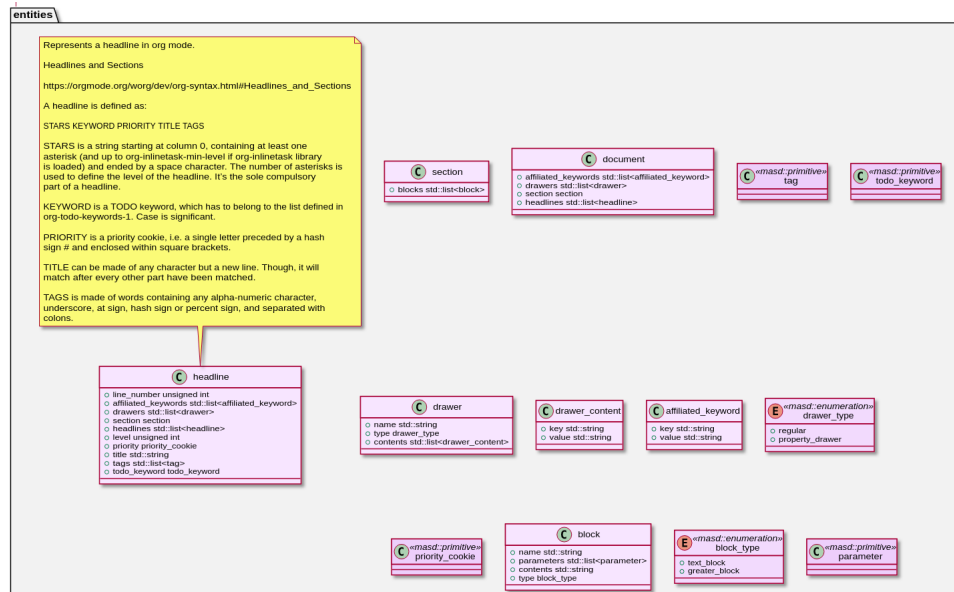 entities
Represents a headline in org mode.
Headlines and Sections
https://orgmode.org/worg/dev/org-syntax.html#Headlines_and_Sections
A headline is defined as:
STARS KEYWORD PRIORITY TITLE TAGS
STARS is a string starting at column 0, containing at least one
asterisk (and up to org-inlinetask-min-level if org-inlinetask library
is loaded) and ended by a space character. The number of asterisks is
used to define the level of the headline. It's the sole compulsory
part of a headline.
KEYWORD is a TODO keyword, which has to belong to the list defined in
org-todo-keywords-1. Case is significant.
PRIORITY is a priority cookie, i.e. a single letter preceded by a hash
sign # and enclosed within square brackets.
TITLE can be made of any character but a new line. Though, it will
match after every other part have been matched.
TAGS is made of words containing any alpha-numeric character,
underscore, at sign, hash sign or percent sign, and separated with
colons.
C section
blocks std::list<block>
C document
affiliated_keywords std::list<affiliated_keyword>
drawers std::list<drawer>
section section
headlines std::list<headline>
C «masd::primitive»
tag
C «masd::primitive»
todo_keyword
C headline
line_number unsigned int
affiliated_keywords std::list<affiliated_keyword>
drawers std::list<drawer>
section section
headlines std::list<headline>
level unsigned int
priority priority_cookie
title std::string
tags std::list<tag>
todo_keyword todo_keyword
C drawer
name std::string
type drawer_type
contents std::list<drawer_content>
C drawer_content
key std::string
value std::string
C affiliated_keyword
key std::string
value std::string
E «masd::enumeration»
drawer_type
regular
property_drawer
C «masd::primitive»
priority_cookie
C block
name std::string
parameters std::list<parameter>
contents std::string
type block_type
E «masd::enumeration»
block_type
text_block
greater_block
C «masd::primitive»
parameter